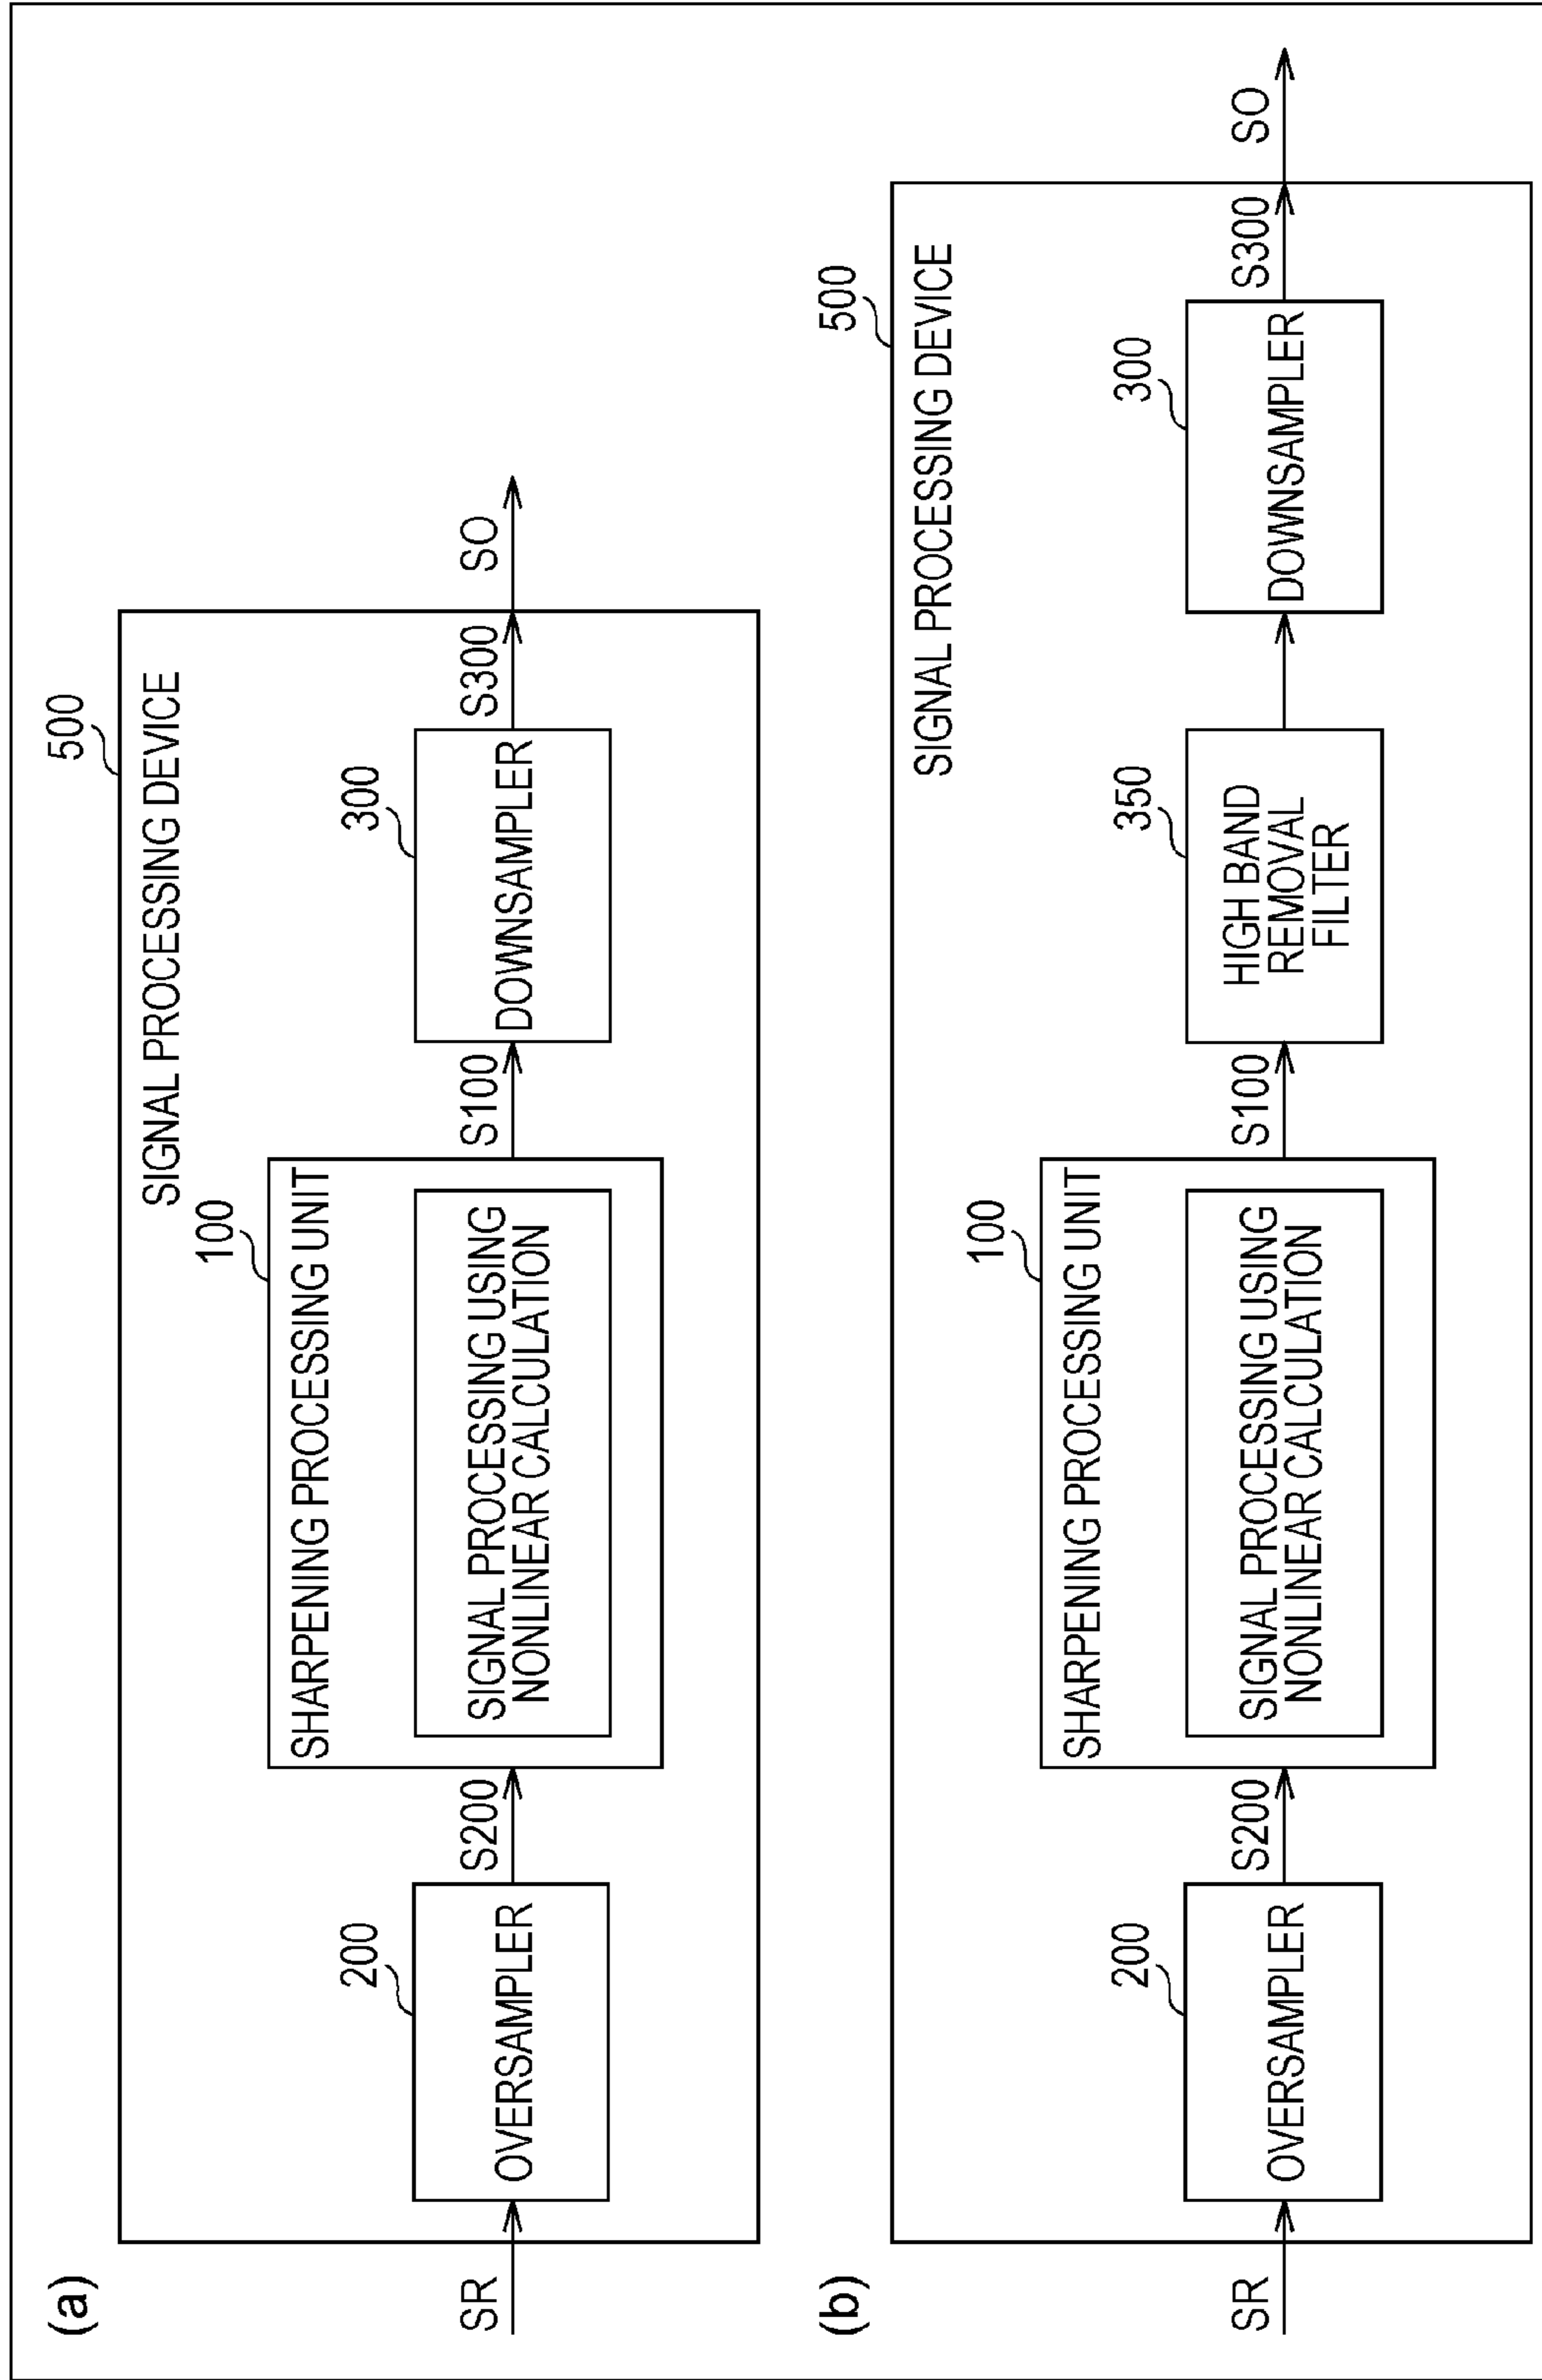 (a)
500
SIGNAL PROCESSING DEVICE
SR
200
OVERSAMPLER
S200
100
SHARPENING PROCESSING UNIT
SIGNAL PROCESSING USING
NONLINEAR CALCULATION
S100
300
DOWNSAMPLER
S300
SO
(b)
500
SIGNAL PROCESSING DEVICE
SR
200
OVERSAMPLER
S200
100
SHARPENING PROCESSING UNIT
SIGNAL PROCESSING USING
NONLINEAR CALCULATION
S100
350
HIGH BAND
REMOVAL
FILTER
300
DOWNSAMPLER
S300
SO